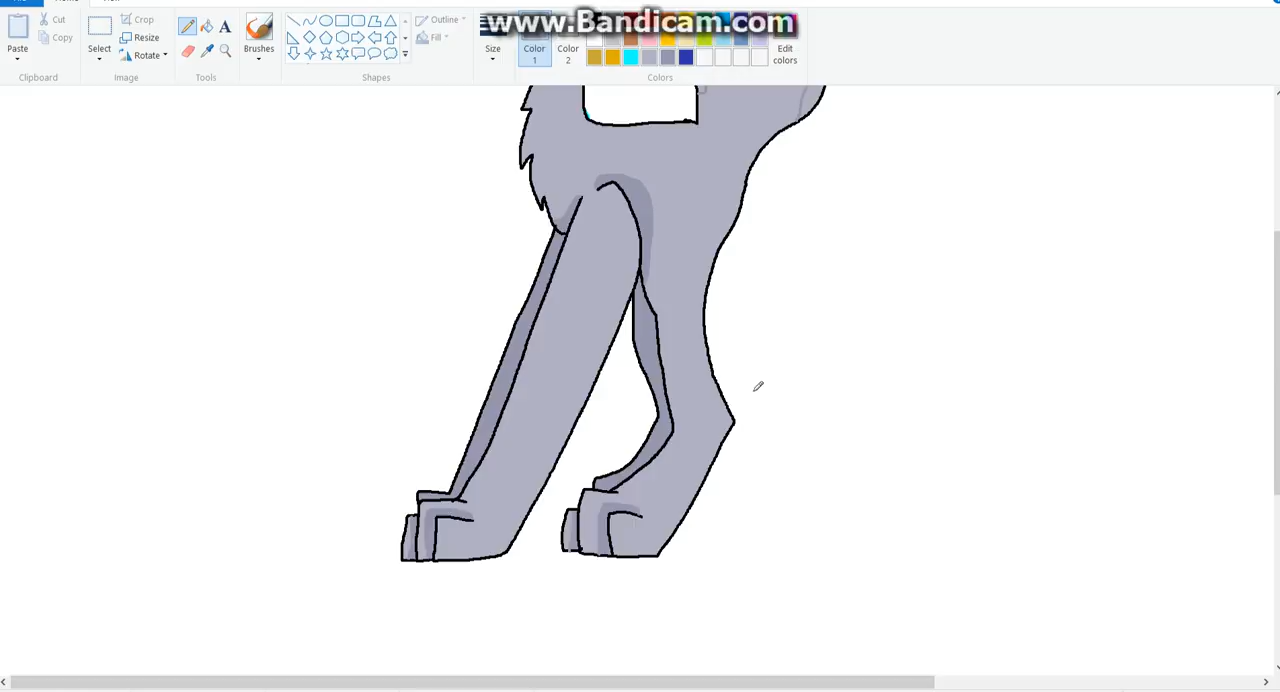 www.Bandicam.com
Cut
Crop
Outline
Copy
Resize
Fill
Paste
Select
Rotate
A
Brushes
Size
Color
1
Color
2
Edit
colors
Clipboard
Image
Tools
Shapes
Colors